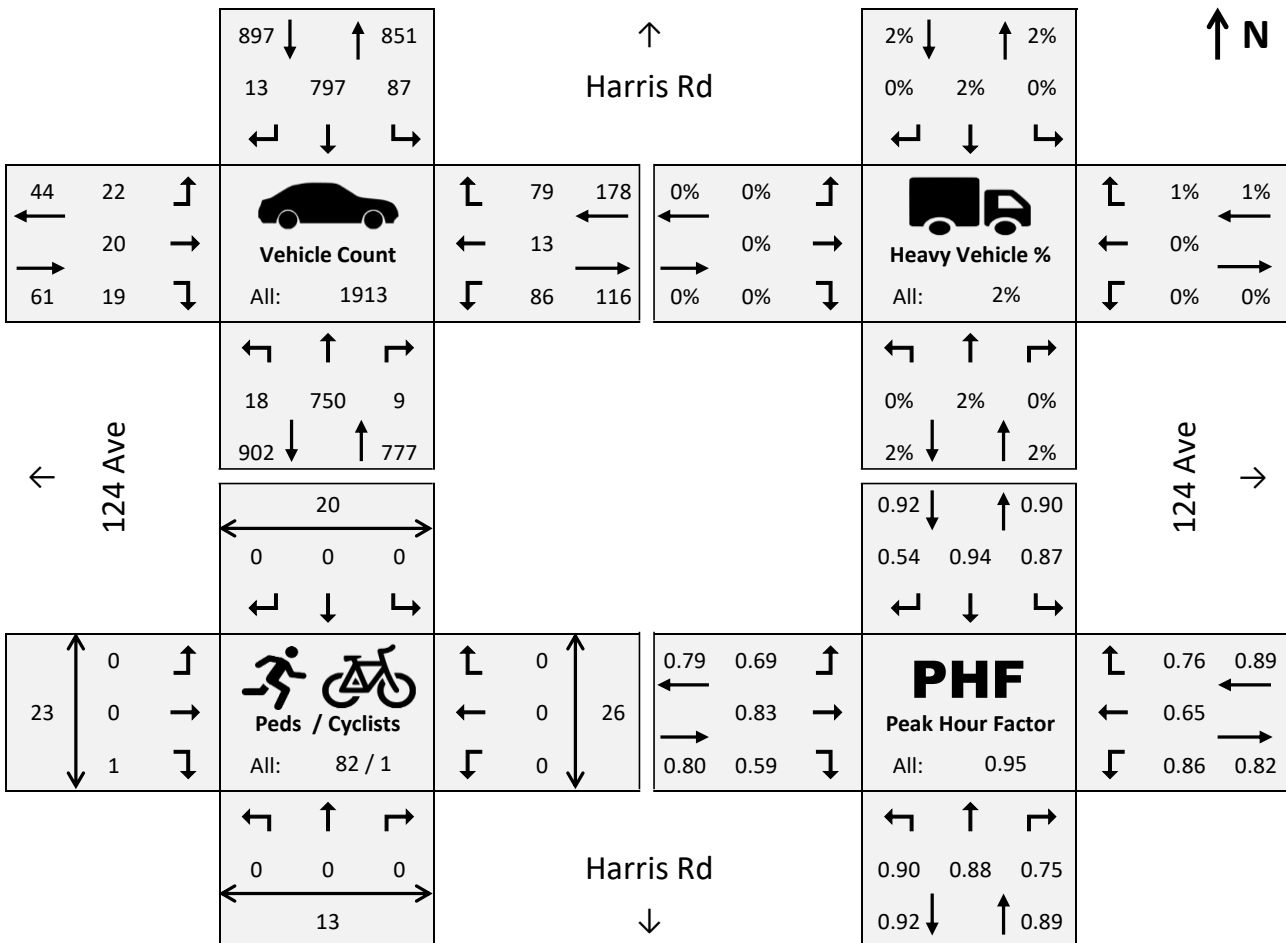 897 851 2% 2% N
Harris Rd
13 797 87 0% 2% 0%
44 22 79 178 0% 0% 1% 1%
20 Vehicle Count 13 0% Heavy Vehicle % 0%
61 19 All: 1913 86 116 0% 0% All: 2% 0% 0%
18 750 9 0% 2% 0%
902 777 2% 2%
124 Ave
124 Ave
20 0.92 0.90
0 0 0 0.54 0.94 0.87
0 0 0.79 0.69 PHF 0.76 0.89
23 0 Peds / Cyclists 0 26 0.83 Peak Hour Factor 0.65
1 All: 82 / 1 0 0.80 0.59 All: 0.95 0.86 0.82
0 0 0 Harris Rd 0.90 0.88 0.75
13 0.92 0.89